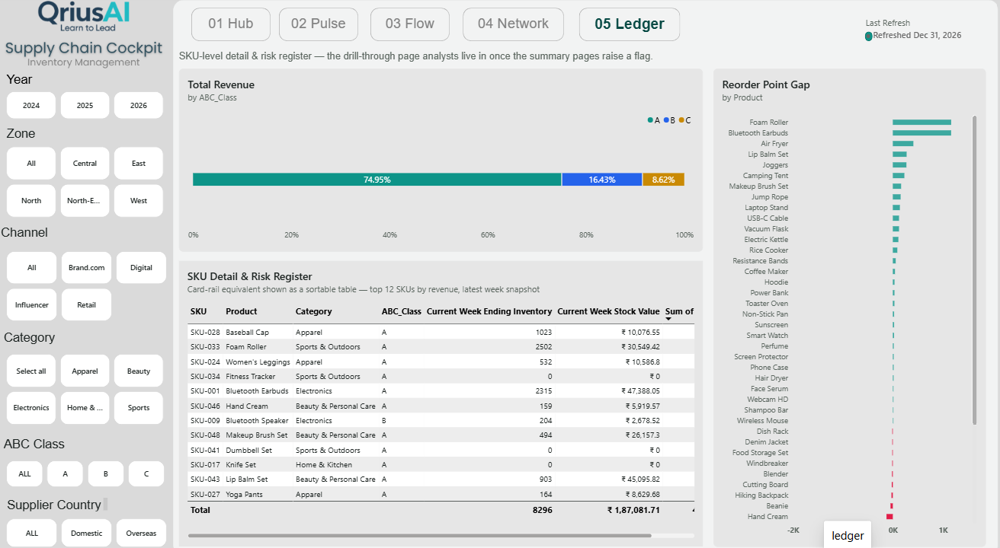 QriusAI
Learn to Lead
Supply Chain Cockpit
Inventory Management
Year
2024 2025 2026
Zone
All Central East
North North-E... West
Channel
All Brand.com Digital
Influencer Retail
Category
Select all Apparel Beauty
Electronics Home & ... Sports
ABC Class
ALL A B C
Supplier Country
ALL Domestic Overseas
01 Hub 02 Pulse 03 Flow 04 Network 05 Ledger
Last Refresh
Refreshed Dec 31, 2026
SKU-level detail & risk register — the drill-through page analysts live in once the summary pages raise a flag.
Total Revenue
by ABC_Class
A B C
74.95% 16.43% 8.62%
0% 20% 40% 60% 80% 100%
SKU Detail & Risk Register
Card-rail equivalent shown as a sortable table — top 12 SKUs by revenue, latest week snapshot
SKU Product Category ABC_Class Current Week Ending Inventory Current Week Stock Value Sum of
SKU-028 Baseball Cap Apparel A 1023 ₹ 10,076.55
SKU-033 Foam Roller Sports & Outdoors A 2502 ₹ 30,549.42
SKU-024 Women's Leggings Apparel A 532 ₹ 10,586.8
SKU-034 Fitness Tracker Sports & Outdoors A 0 ₹ 0
SKU-001 Bluetooth Earbuds Electronics A 2315 ₹ 47,388.05
SKU-046 Hand Cream Beauty & Personal Care A 159 ₹ 5,919.57
SKU-009 Bluetooth Speaker Electronics B 204 ₹ 2,678.52
SKU-048 Makeup Brush Set Beauty & Personal Care A 494 ₹ 26,157.3
SKU-041 Dumbbell Set Sports & Outdoors A 0 ₹ 0
SKU-017 Knife Set Home & Kitchen A 0 ₹ 0
SKU-043 Lip Balm Set Beauty & Personal Care A 903 ₹ 45,095.82
SKU-027 Yoga Pants Apparel A 164 ₹ 8,629.68
Total 8296 ₹ 1,87,081.71
Reorder Point Gap
by Product
Foam Roller
Bluetooth Earbuds
Air Fryer
Lip Balm Set
Joggers
Camping Tent
Makeup Brush Set
Jump Rope
Laptop Stand
USB-C Cable
Vacuum Flask
Electric Kettle
Rice Cooker
Resistance Bands
Coffee Maker
Hoodie
Power Bank
Toaster Oven
Non-Stick Pan
Sunscreen
Smart Watch
Perfume
Screen Protector
Phone Case
Hair Dryer
Face Serum
Webcam HD
Shampoo Bar
Wireless Mouse
Dish Rack
Denim Jacket
Food Storage Set
Windbreaker
Blender
Cutting Board
Hiking Backpack
Beanie
Hand Cream
-2K 0K 1K
ledger